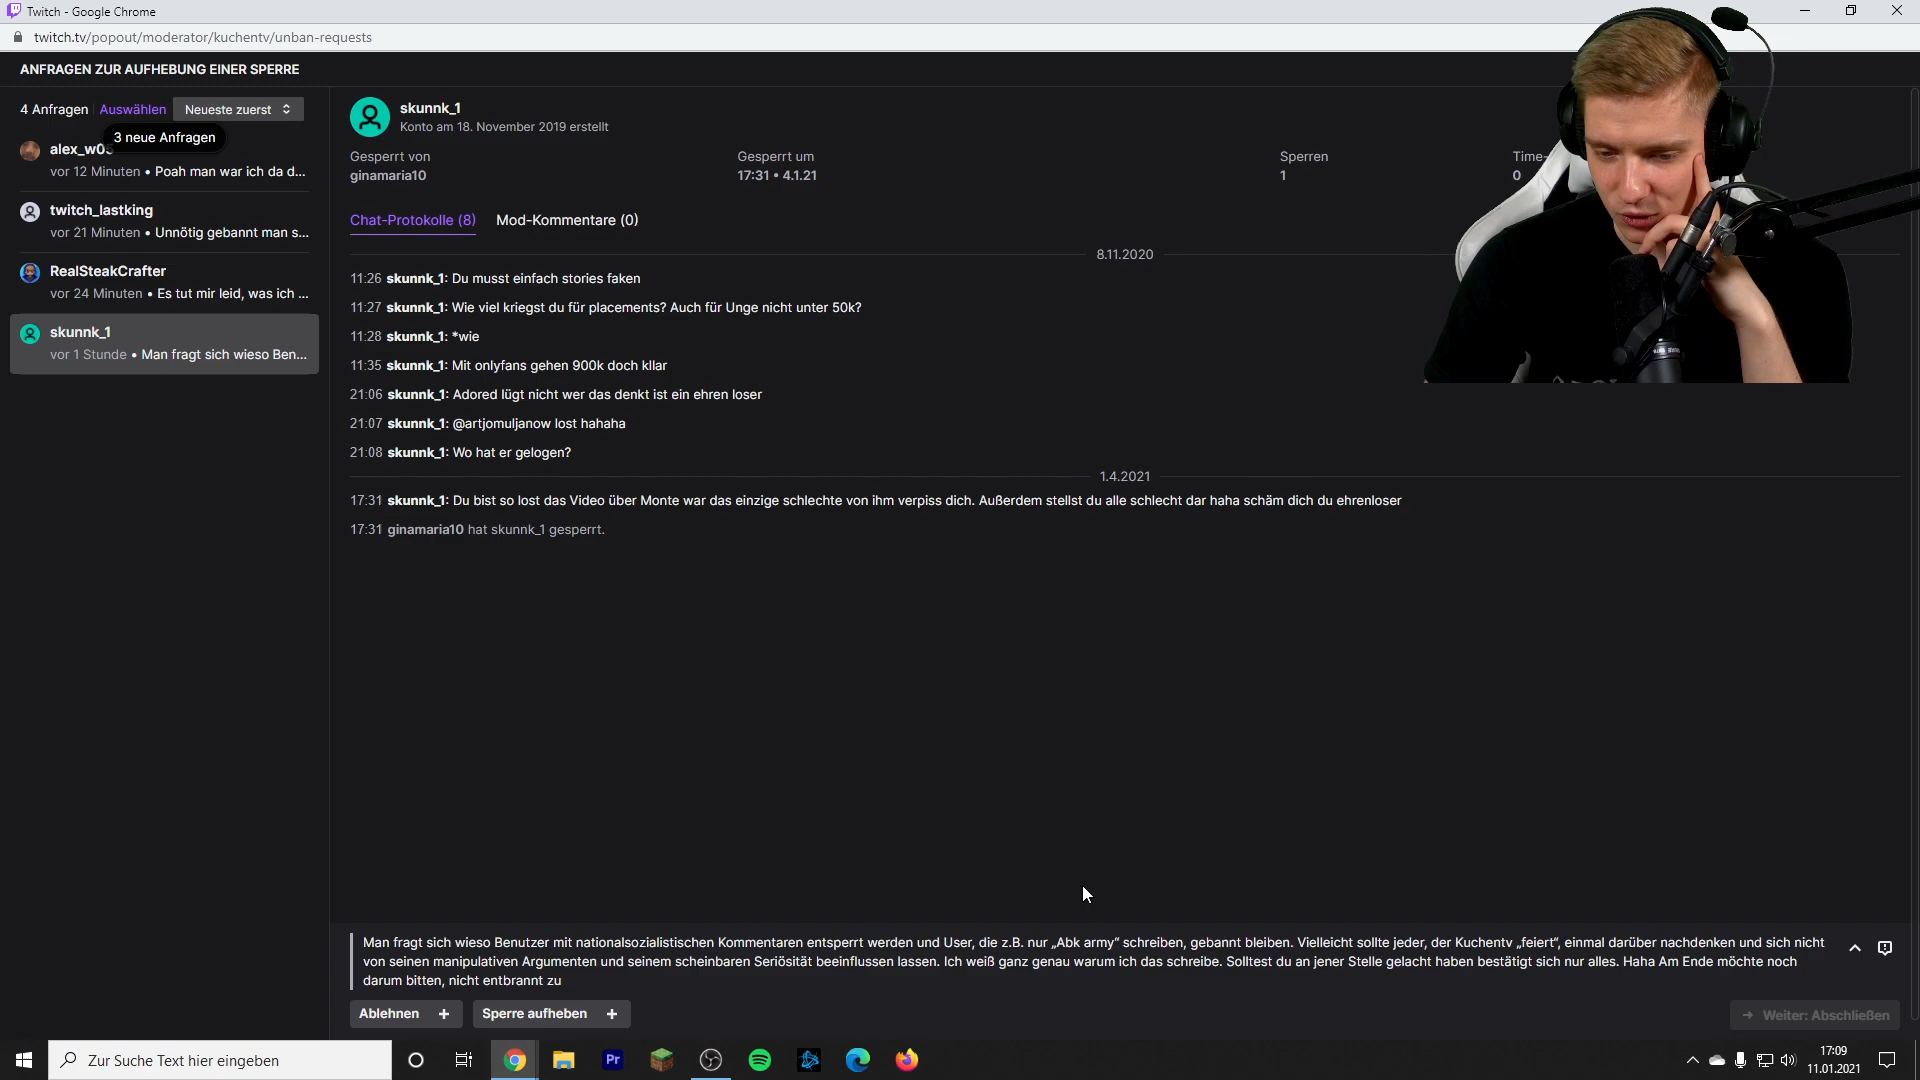 Twitch - Google Chrome
twitch.tv/popout/moderator/kuchentv/unban-requests
ANFRAGEN ZUR AUFHEBUNG EINER SPERRE
4 Anfragen Auswählen Neueste zuerst
3 neue Anfragen
alex_w05
vor 12 Minuten • Poah man war ich da d...
twitch_lastking
vor 21 Minuten • Unnötig gebannt man s...
RealSteakCrafter
vor 24 Minuten • Es tut mir leid, was ich ...
skunnk_1
vor 1 Stunde • Man fragt sich wieso Ben...
skunnk_1
Konto am 18. November 2019 erstellt
Gesperrt von Gesperrt um Sperren Time-
ginamaria10 17:31 • 4.1.21 1 0
Chat-Protokolle (8) Mod-Kommentare (0)
8.11.2020
11:26 skunnk_1: Du musst einfach stories faken
11:27 skunnk_1: Wie viel kriegst du für placements? Auch für Unge nicht unter 50k?
11:28 skunnk_1: *wie
11:35 skunnk_1: Mit onlyfans gehen 900k doch kllar
21:06 skunnk_1: Adored lügt nicht wer das denkt ist ein ehren loser
21:07 skunnk_1: @artjomuljanow lost hahaha
21:08 skunnk_1: Wo hat er gelogen?
1.4.2021
17:31 skunnk_1: Du bist so lost das Video über Monte war das einzige schlechte von ihm verpiss dich. Außerdem stellst du alle schlecht dar haha schäm dich du ehrenloser
17:31 ginamaria10 hat skunnk_1 gesperrt.
Man fragt sich wieso Benutzer mit nationalsozialistischen Kommentaren entsperrt werden und User, die z.B. nur „Abk army“ schreiben, gebannt bleiben. Vielleicht sollte jeder, der Kuchentv „feiert“, einmal darüber nachdenken und sich nicht
von seinen manipulativen Argumenten und seinem scheinbaren Seriösität beeinflussen lassen. Ich weiß ganz genau warum ich das schreibe. Solltest du an jener Stelle gelacht haben bestätigt sich nur alles. Haha Am Ende möchte noch
darum bitten, nicht entbrannt zu
Ablehnen + Sperre aufheben + → Weiter: Abschließen
Zur Suche Text hier eingeben
Pr
17:09
11.01.2021